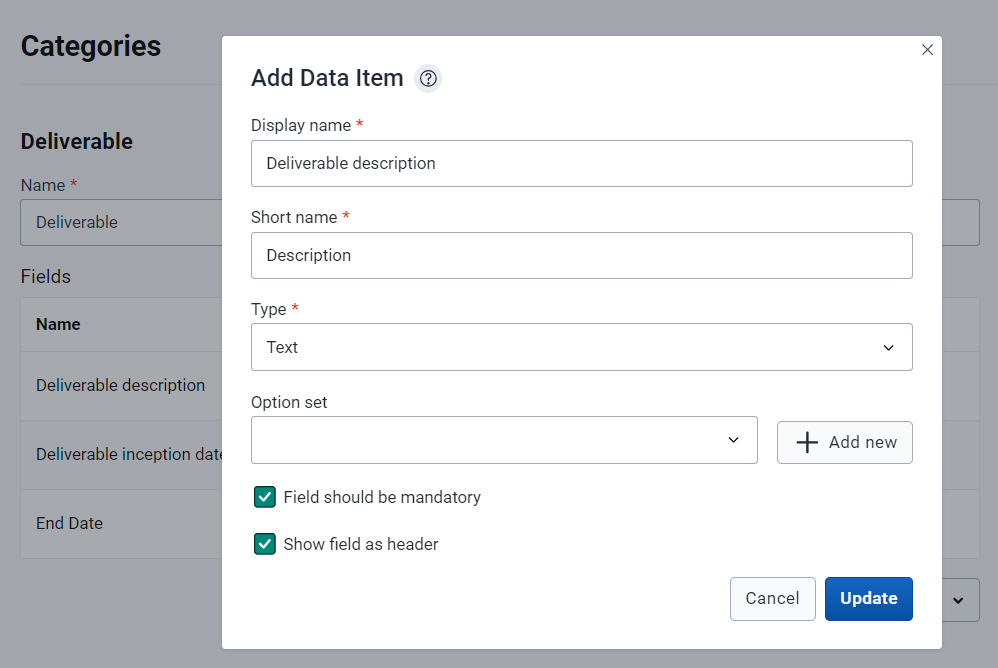 Categories
Deliverable
Name *
Deliverable
Fields
Name
Deliverable description
Deliverable inception date
End Date
Add Data Item ?
Display name *
Deliverable description
Short name *
Description
Type *
Text
Option set
Add new
Field should be mandatory
Show field as header
Cancel
Update